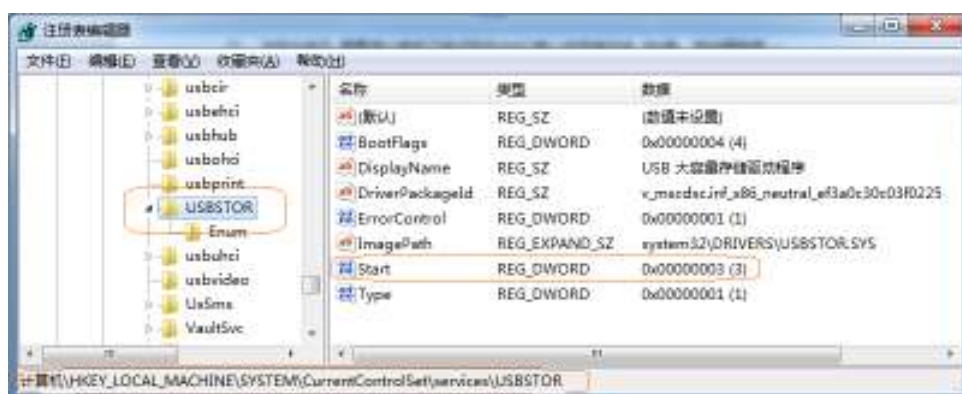 注册表编辑器
文件(F) 编辑(E) 查看(V) 收藏夹(A) 帮助(H)
usbcir
usbehci
usbhub
usbohci
usbprint
USBSTOR
Enum
usbuhci
usbvideo
UsSms
VaultSvc
名称 类型 数据
(默认) REG_SZ (数值未设置)
BootFlags REG_DWORD 0x00000004 (4)
DisplayName REG_SZ USB 大容量存储驱动程序
DriverPackageId REG_SZ v_mscdsc.inf_x86_neutral_ef3a0c30c03f0225
ErrorControl REG_DWORD 0x00000001 (1)
ImagePath REG_EXPAND_SZ system32\DRIVERS\USBSTOR.SYS
Start REG_DWORD 0x00000003 (3)
Type REG_DWORD 0x00000001 (1)
计算机\HKEY_LOCAL_MACHINE\SYSTEM\CurrentControlSet\services\USBSTOR